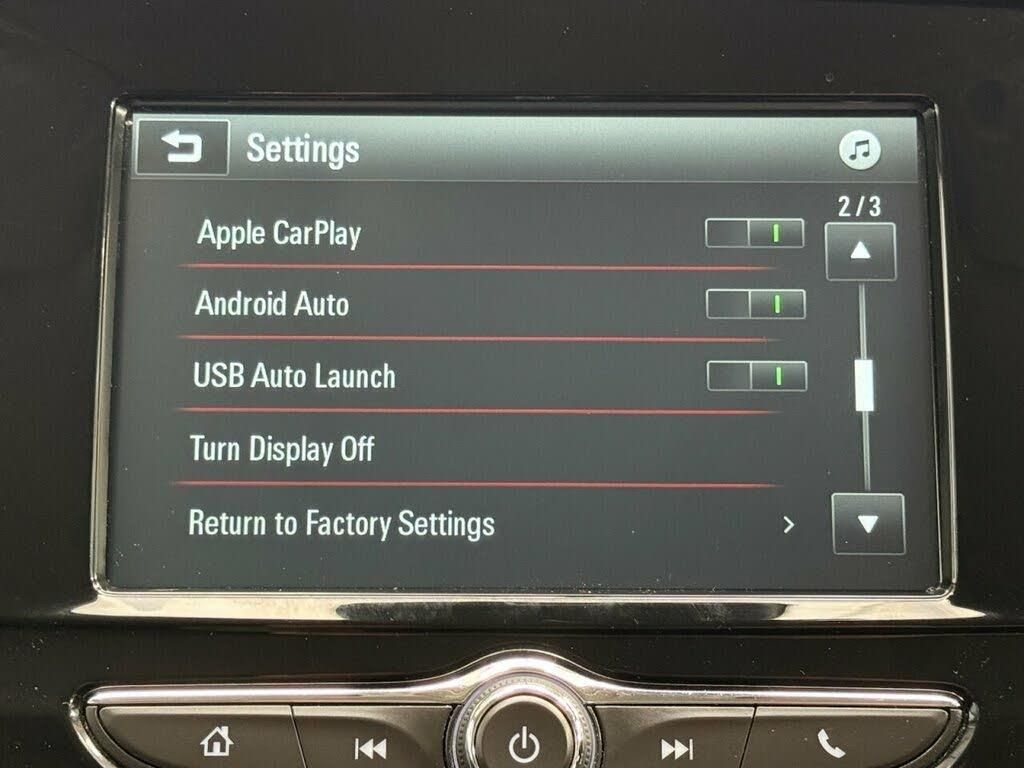 Settings
2/3
Apple CarPlay
Android Auto
USB Auto Launch
Turn Display Off
Return to Factory Settings